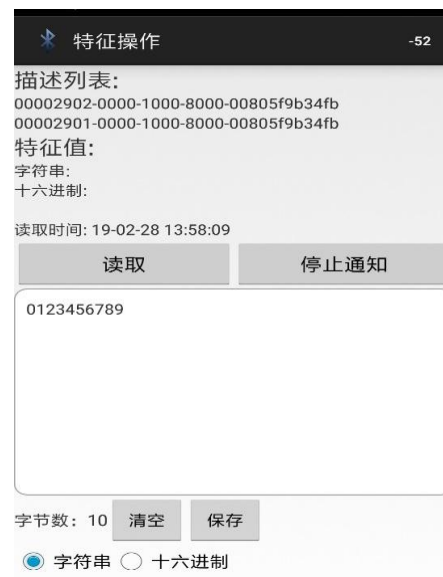 特征操作 -52
描述列表:
00002902-0000-1000-8000-00805f9b34fb
00002901-0000-1000-8000-00805f9b34fb
特征值:
字符串:
十六进制:
读取时间: 19-02-28 13:58:09
读取 停止通知
0123456789
字节数: 10 清空 保存
字符串 十六进制